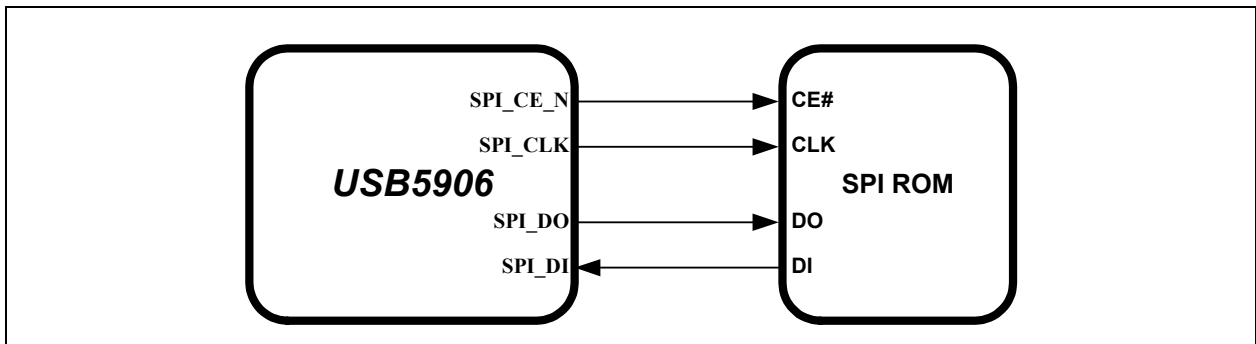 SPI_CE_N CE#
SPI_CLK CLK
USB5906 SPI ROM
SPI_DO DO
SPI_DI DI